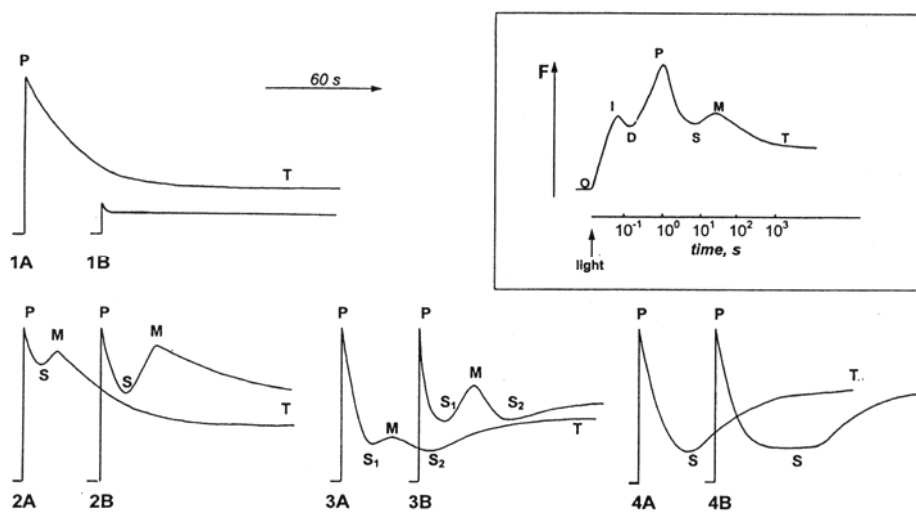 P
60 s
T
1A
1B
F
P
I
D
S
M
T
O
10⁻¹ 10⁰ 10¹ 10² 10³
time, s
light
P P
M M
S S
T
2A 2B
P P
M
S₁ S₂
M
S₁ S₂
T
3A 3B
P P
T..
S S
4A 4B